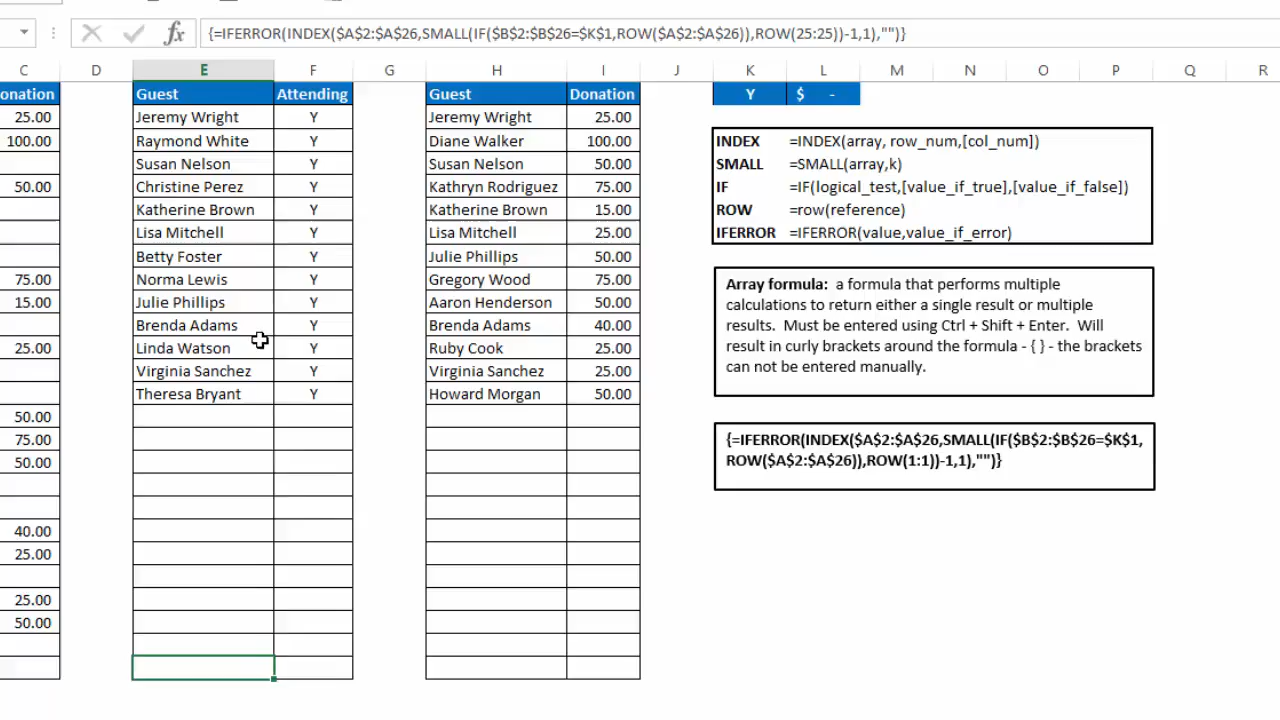 {=IFERROR(INDEX($A$2:$A$26,SMALL(IF($B$2:$B$26=$K$1,ROW($A$2:$A$26)),ROW(25:25))-1,1),"")}
C D E F G H I J K L M N O P Q R
onation Guest Attending Guest Donation Y $ -
25.00 Jeremy Wright Y Jeremy Wright 25.00
100.00 Raymond White Y Diane Walker 100.00
Susan Nelson Y Susan Nelson 50.00
50.00 Christine Perez Y Kathryn Rodriguez 75.00
Katherine Brown Y Katherine Brown 15.00
Lisa Mitchell Y Lisa Mitchell 25.00
Betty Foster Y Julie Phillips 50.00
75.00 Norma Lewis Y Gregory Wood 75.00
15.00 Julie Phillips Y Aaron Henderson 50.00
Brenda Adams Y Brenda Adams 40.00
25.00 Linda Watson Y Ruby Cook 25.00
Virginia Sanchez Y Virginia Sanchez 25.00
Theresa Bryant Y Howard Morgan 50.00
50.00
75.00
50.00
40.00
25.00
25.00
50.00
INDEX =INDEX(array, row_num,[col_num])
SMALL =SMALL(array,k)
IF =IF(logical_test,[value_if_true],[value_if_false])
ROW =row(reference)
IFERROR =IFERROR(value,value_if_error)
Array formula: a formula that performs multiple
calculations to return either a single result or multiple
results. Must be entered using Ctrl + Shift + Enter. Will
result in curly brackets around the formula - { } - the brackets
can not be entered manually.
{=IFERROR(INDEX($A$2:$A$26,SMALL(IF($B$2:$B$26=$K$1,
ROW($A$2:$A$26)),ROW(1:1))-1,1),"")}